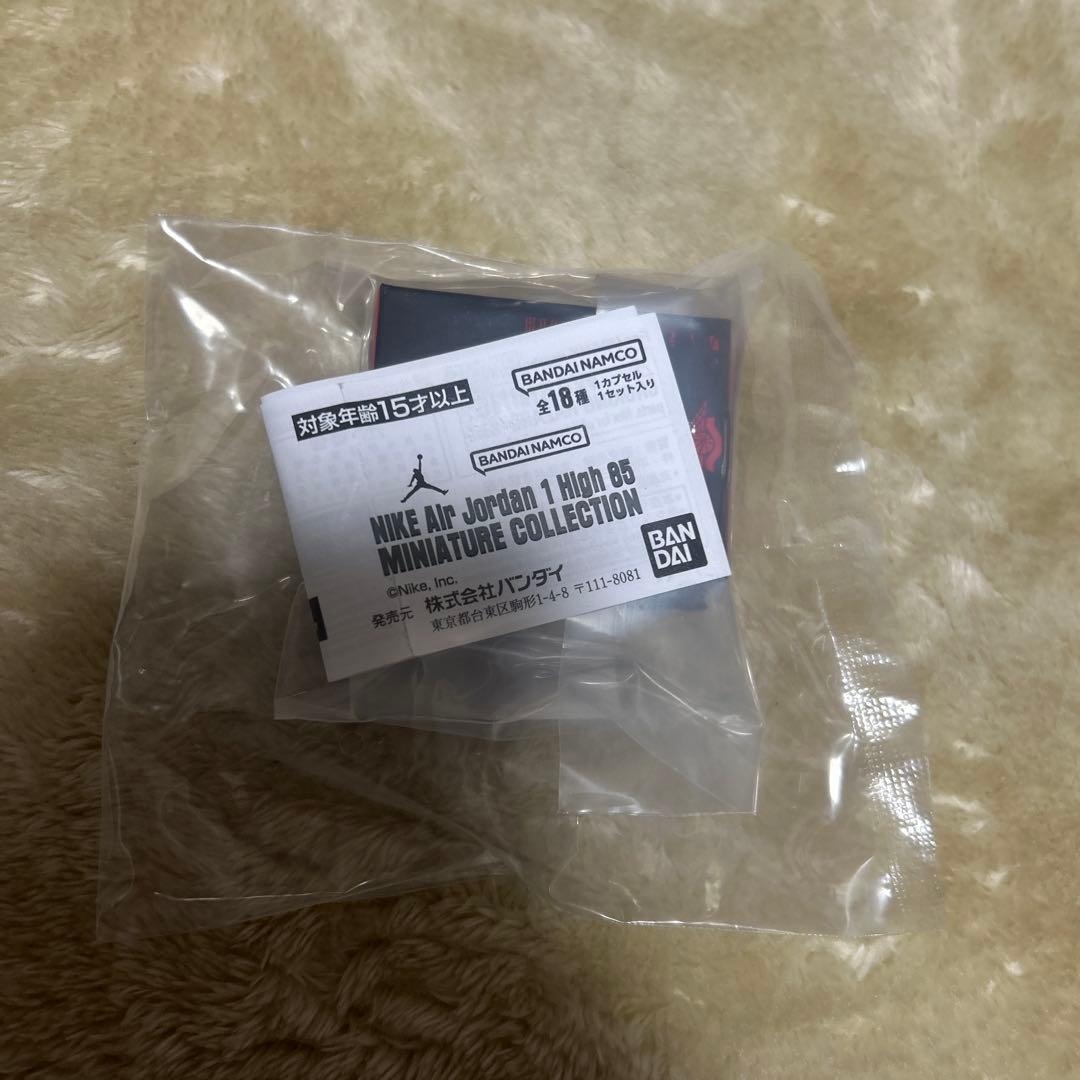 BANDAI NAMCO
対象年齢15才以上
全18種
1カプセル
1セット入り
BANDAI NAMCO
NIKE Air Jordan 1 High 85
MINIATURE COLLECTION
BAN
DAI
©Nike, Inc.
発売元 株式会社バンダイ
東京都台東区駒形1-4-8 〒111-8081